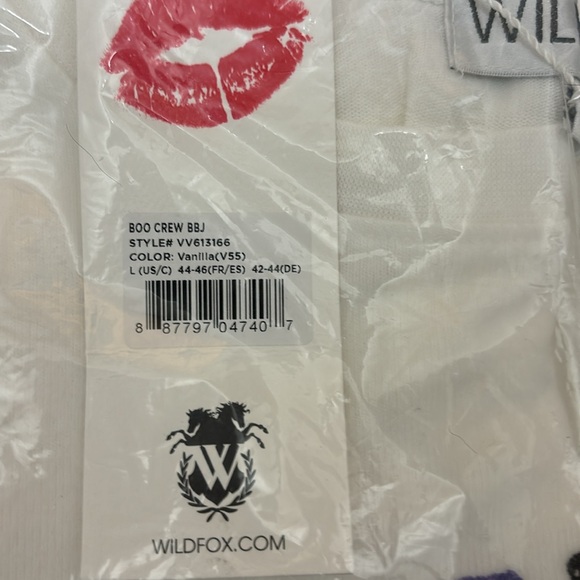 WIL
BOO CREW BBJ
STYLE# VV613166
COLOR: Vanilla(V55)
L (US/C) 44-46(FR/ES) 42-44(DE)
8 87797 04740 7
W
WILDFOX.COM